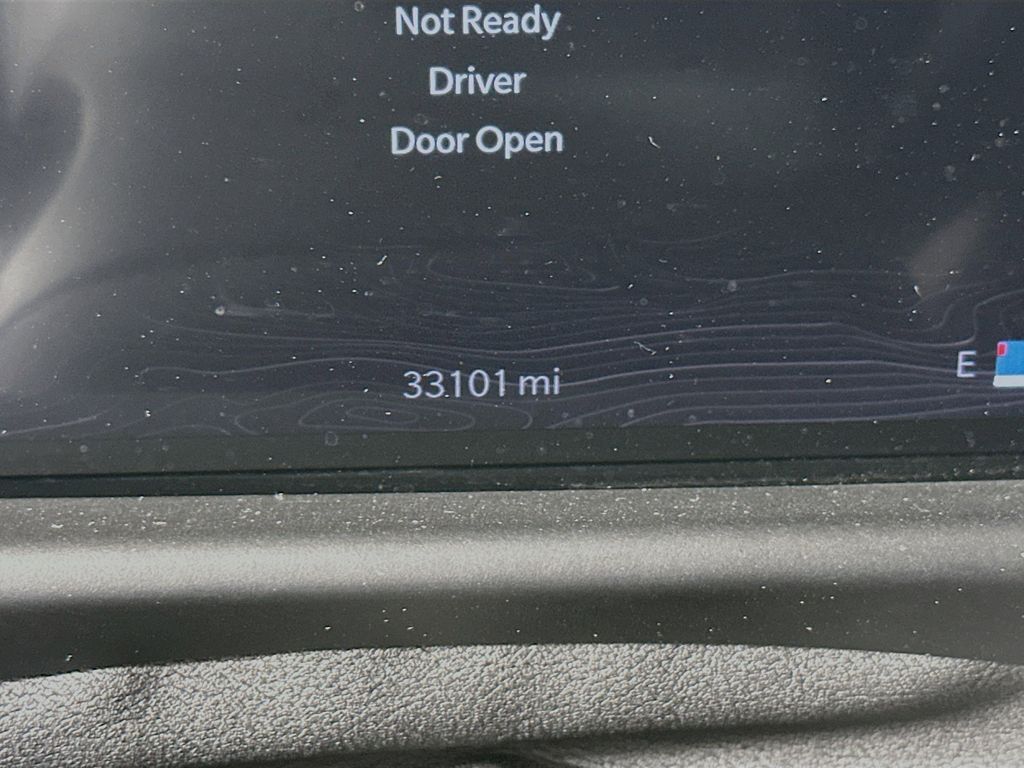 Not Ready
Driver
Door Open
33101 mi
E